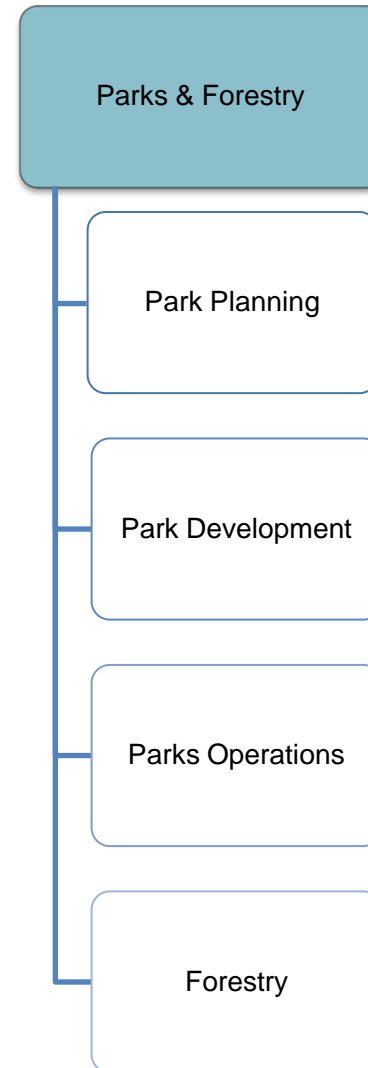 Parks & Forestry
Park Planning
Park Development
Parks Operations
Forestry